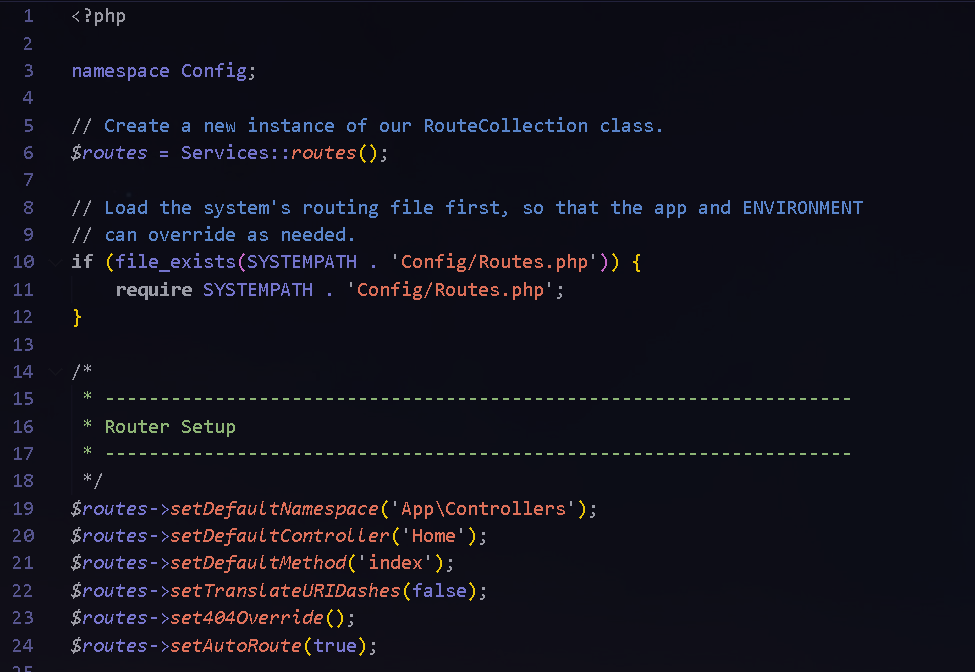 1 <?php
2
3 namespace Config;
4
5 // Create a new instance of our RouteCollection class.
6 $routes = Services::routes();
7
8 // Load the system's routing file first, so that the app and ENVIRONMENT
9 // can override as needed.
10 if (file_exists(SYSTEMPATH . 'Config/Routes.php')) {
11     require SYSTEMPATH . 'Config/Routes.php';
12 }
13
14 /*
15  * --------------------------------------------------------------------
16  * Router Setup
17  * --------------------------------------------------------------------
18  */
19 $routes->setDefaultNamespace('App\Controllers');
20 $routes->setDefaultController('Home');
21 $routes->setDefaultMethod('index');
22 $routes->setTranslateURIDashes(false);
23 $routes->set404Override();
24 $routes->setAutoRoute(true);
25